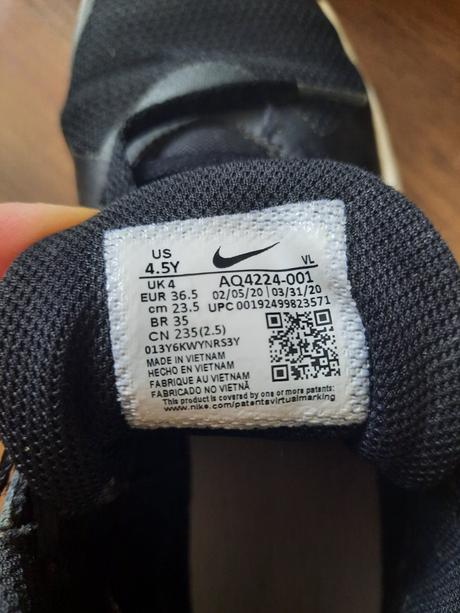 US
4.5Y
VL
UK 4
AQ4224-001
EUR 36.5
02/05/20 | 03/31/20
cm 23.5
UPC 00192499823571
BR 35
CN 235(2.5)
013Y6KWYNRS3Y
MADE IN VIETNAM
HECHO EN VIETNAM
FABRIQUE AU VIETNAM
FABRICADO NO VIETNÃ
This product is covered by one or more patents:
www.nike.com/patentsvirtualmarking